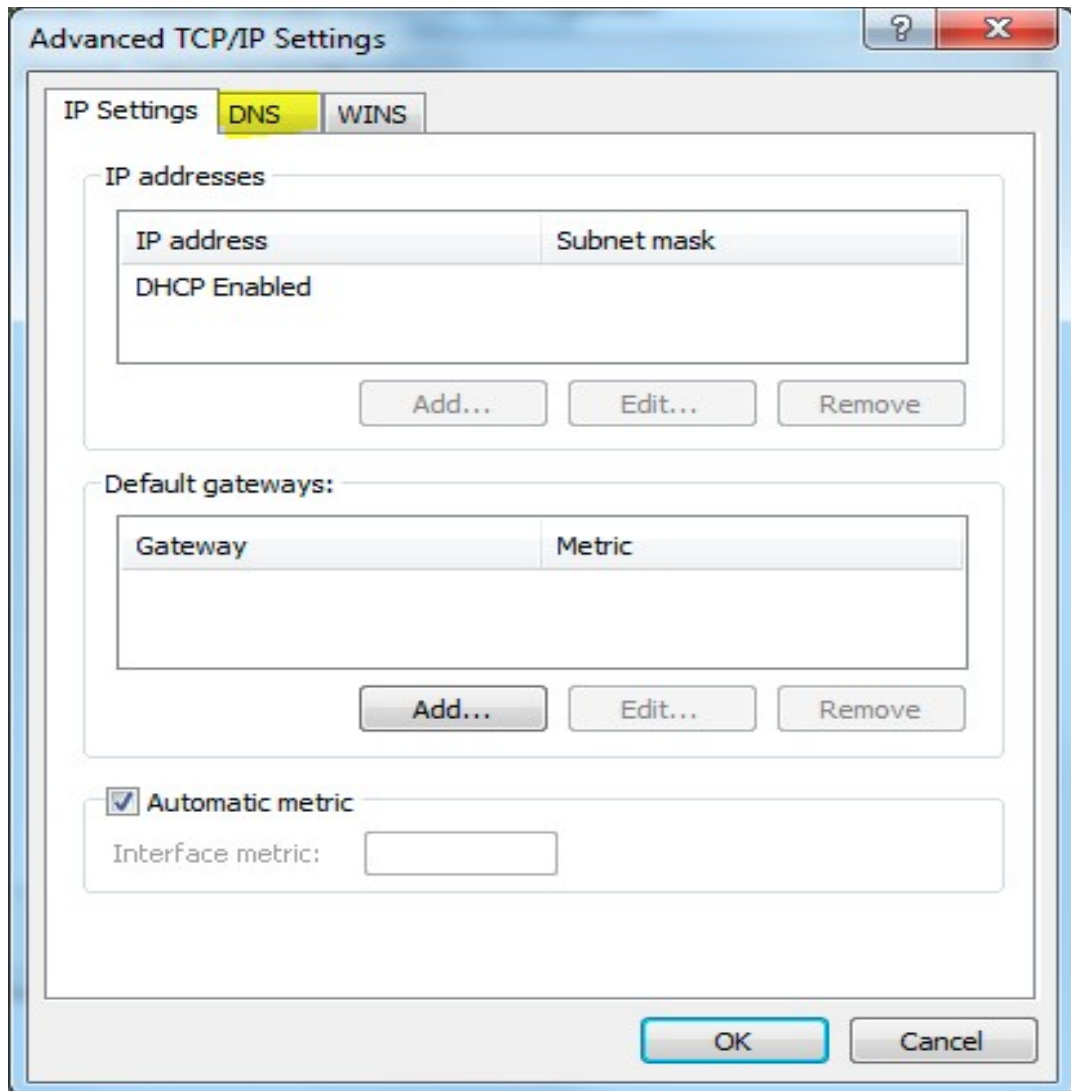 Advanced TCP/IP Settings
IP Settings DNS WINS
IP addresses
IP address Subnet mask
DHCP Enabled
Add... Edit... Remove
Default gateways:
Gateway Metric
Add... Edit... Remove
Automatic metric
Interface metric:
OK Cancel